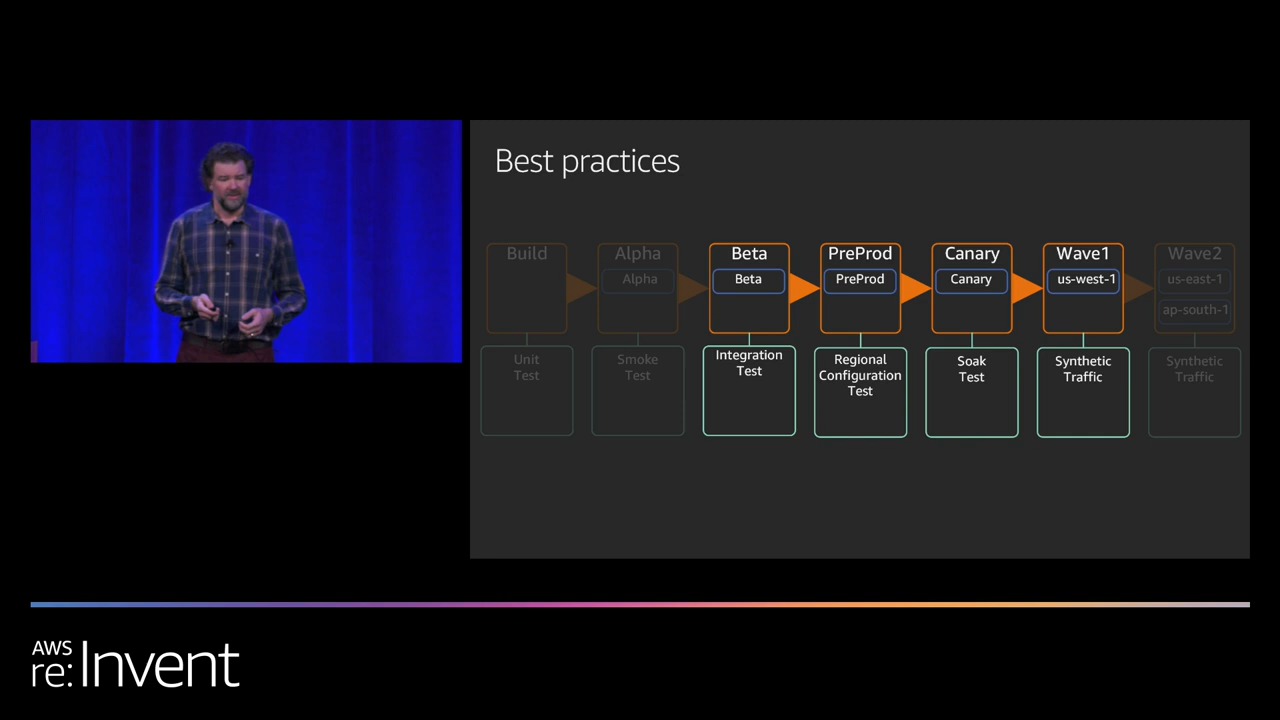 Best practices
Build
Alpha
Beta
PreProd
Canary
Wave1
Wave2
Alpha
Beta
PreProd
Canary
us-west-1
us-east-1
ap-south-1
Unit
Test
Smoke
Test
Integration
Test
Regional
Configuration
Test
Soak
Test
Synthetic
Traffic
Synthetic
Traffic
AWS
re:Invent